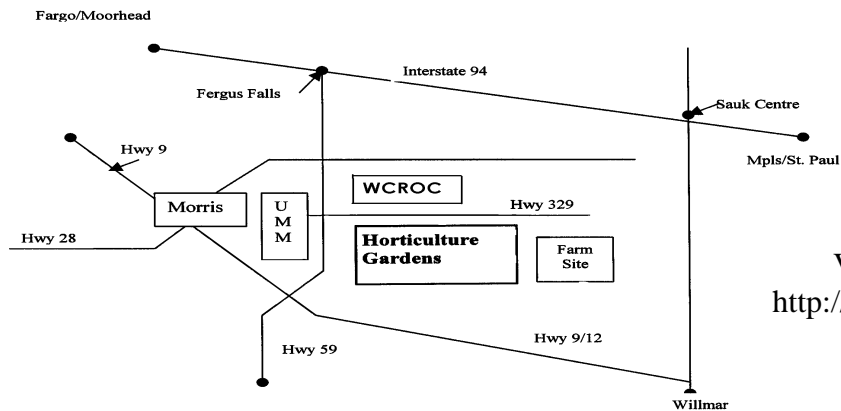 Fargo/Moorhead
Interstate 94
Fergus Falls
Sauk Centre
Hwy 9
Mpls/St. Paul
WCROC
Morris
U
M
M
Hwy 329
Hwy 28
Horticulture
Gardens
Farm
Site
http:/
Hwy 59
Hwy 9/12
Willmar